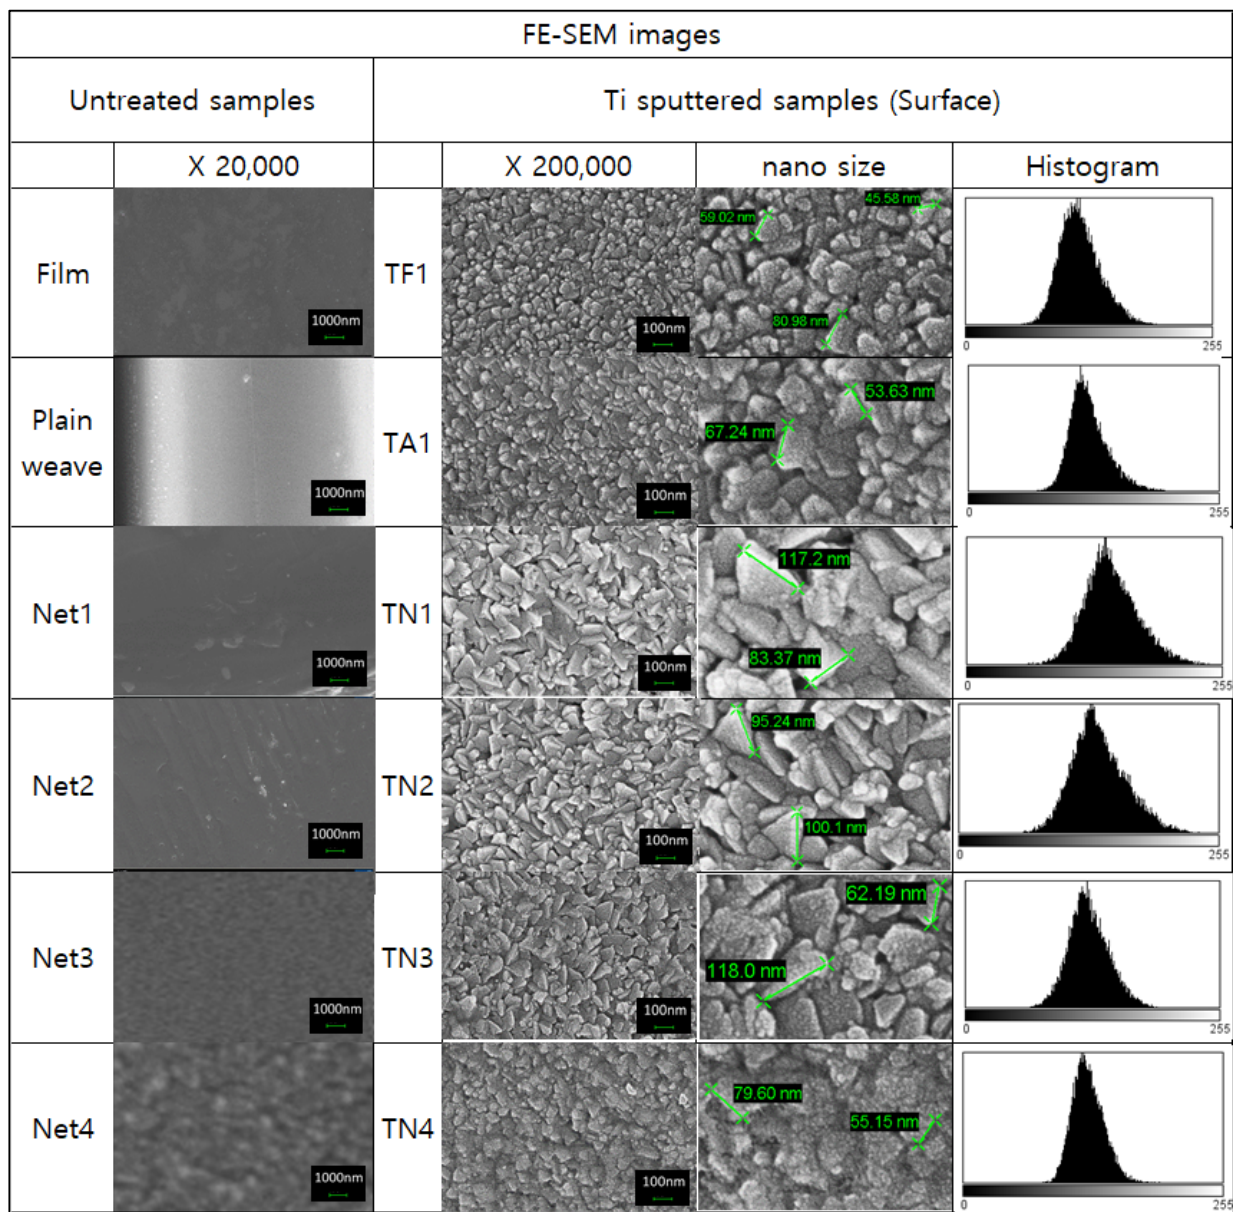 FE-SEM images
Untreated samples
Ti sputtered samples (Surface)
X 20,000
X 200,000
nano size
Histogram
Film
1000nm
TF1
100nm
59.02 nm
45.58 nm
80.98 nm
0
255
Plain
weave
1000nm
TA1
100nm
53.63 nm
67.24 nm
0
255
Net1
1000nm
TN1
100nm
117.2 nm
83.37 nm
0
255
Net2
1000nm
TN2
100nm
95.24 nm
100.1 nm
0
255
Net3
1000nm
TN3
100nm
62.19 nm
118.0 nm
0
255
Net4
1000nm
TN4
100nm
79.60 nm
55.15 nm
0
255